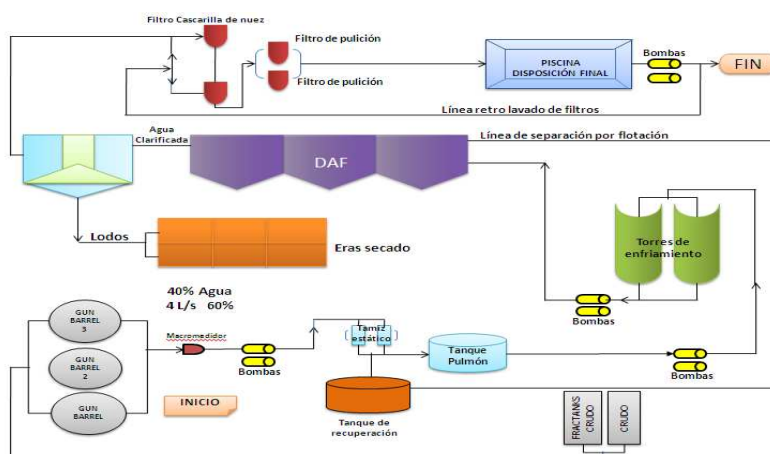 Filtro Cascarilla de nuez
Filtro de pulición
Filtro de pulición
PISCINA
DISPOSICIÓN FINAL
Bombas
FIN
Línea retro lavado de filtros
Agua
Clarificada
DAF
Línea de separación por flotación
Lodos
Eras secado
Torres de
enfriamiento
Bombas
40% Agua
4 L/s 60%
GUN
BARREL
3
GUN
BARREL
2
GUN
BARREL
Macromedidor
Bombas
INICIO
Tamiz
estático
Tanque
Pulmón
Bombas
Tanque de
recuperación
FRACTANKS
CRUDO
CRUDO